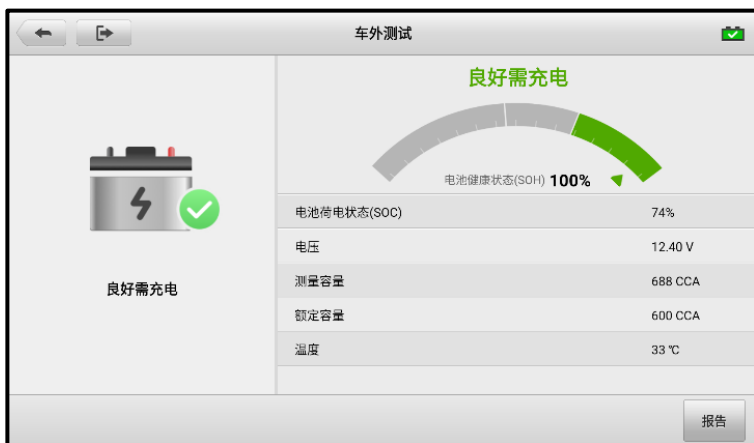 车外测试
良好需充电
电池健康状态(SOH) 100%
电池荷电状态(SOC) 74%
电压 12.40 V
测量容量 688 CCA
额定容量 600 CCA
温度 33 ℃
良好需充电
报告